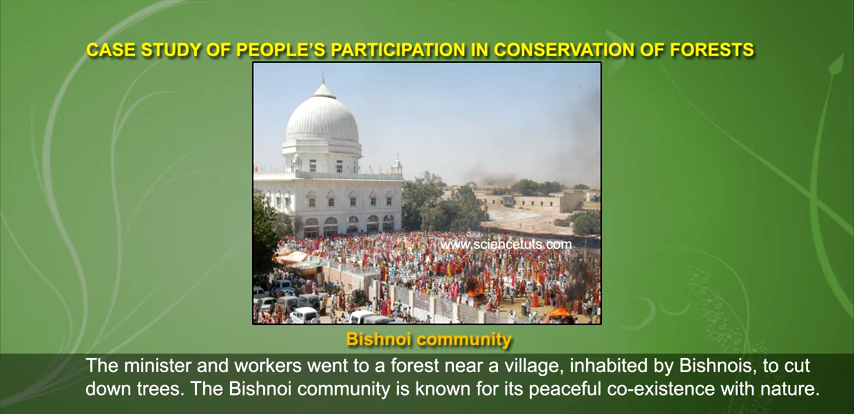 CASE STUDY OF PEOPLE'S PARTICIPATION IN CONSERVATION OF FORESTS
www.sciencetuts.com
Bishnoi community
The minister and workers went to a forest near a village, inhabited by Bishnois, to cut
down trees. The Bishnoi community is known for its peaceful co-existence with nature.